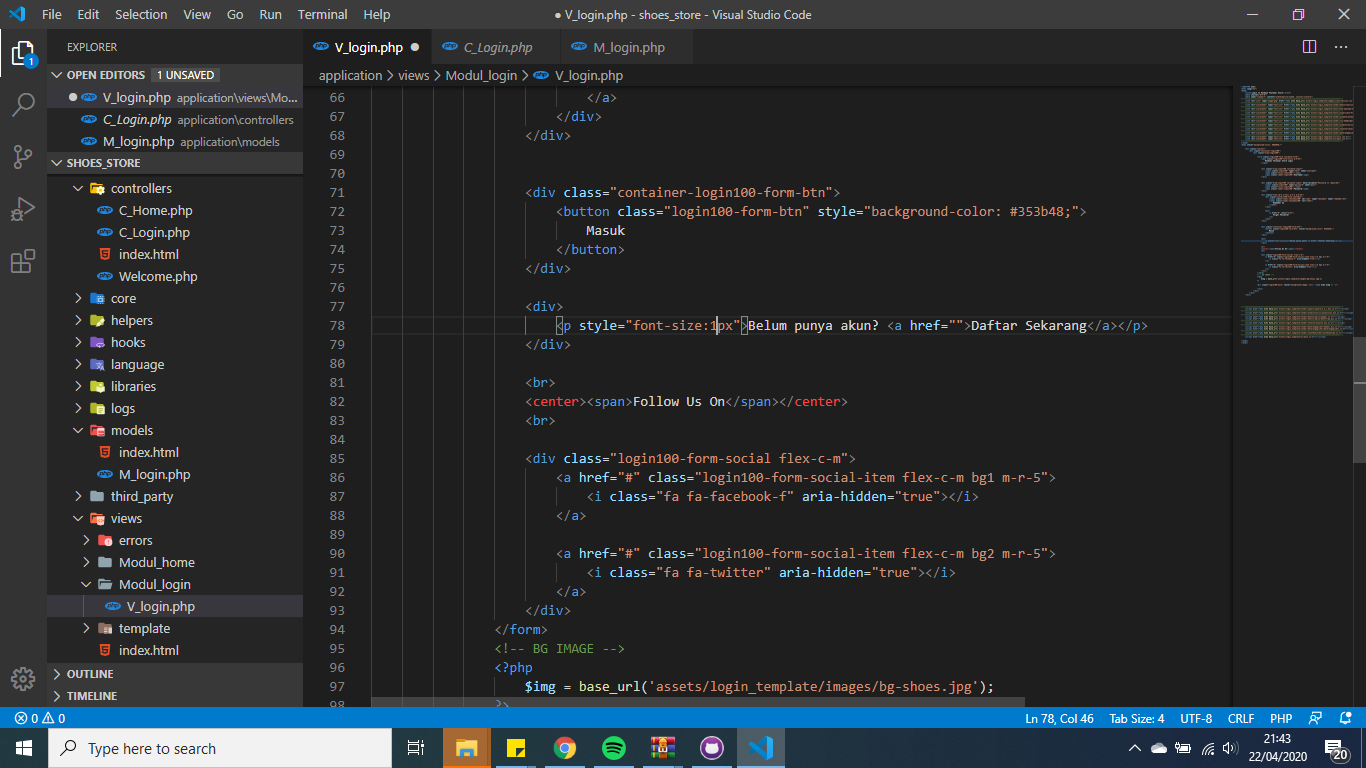 File Edit Selection View Go Run Terminal Help
● V_login.php - shoes_store - Visual Studio Code
EXPLORER
OPEN EDITORS 1 UNSAVED
V_login.php application\views\Mo...
C_Login.php application\controllers
M_login.php application\models
SHOES_STORE
controllers
C_Home.php
C_Login.php
index.html
Welcome.php
core
helpers
hooks
language
libraries
logs
models
index.html
M_login.php
third_party
views
errors
Modul_home
Modul_login
V_login.php
template
index.html
OUTLINE
TIMELINE
1
V_login.php C_Login.php M_login.php
application > views > Modul_login > V_login.php
66 </a>
67 </div>
68 </div>
69
70
71 <div class="container-login100-form-btn">
72 <button class="login100-form-btn" style="background-color: #353b48;">
73 Masuk
74 </button>
75 </div>
76
77 <div>
78 <p style="font-size:1px">Belum punya akun? <a href="">Daftar Sekarang</a></p>
79 </div>
80
81 <br>
82 <center><span>Follow Us On</span></center>
83 <br>
84
85 <div class="login100-form-social flex-c-m">
86 <a href="#" class="login100-form-social-item flex-c-m bg1 m-r-5">
87 <i class="fa fa-facebook-f" aria-hidden="true"></i>
88 </a>
89
90 <a href="#" class="login100-form-social-item flex-c-m bg2 m-r-5">
91 <i class="fa fa-twitter" aria-hidden="true"></i>
92 </a>
93 </div>
94 </form>
95 <!-- BG IMAGE -->
96 <?php
97 $img = base_url('assets/login_template/images/bg-shoes.jpg');
98 ?>
0 0
Ln 78, Col 46 Tab Size: 4 UTF-8 CRLF PHP
Type here to search
21:43
22/04/2020
20